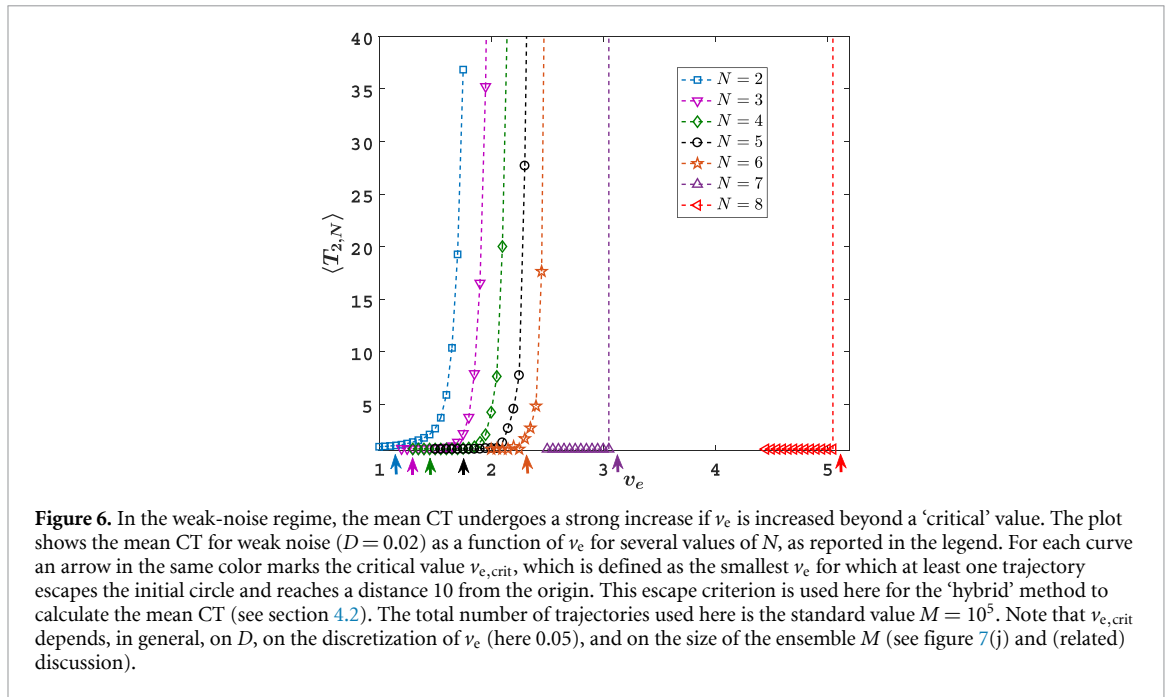 40
35
30
25
20
15
10
5
⟨T₂,N⟩
1 2 3 4 5
vₑ
N = 2
N = 3
N = 4
N = 5
N = 6
N = 7
N = 8
Figure 6. In the weak-noise regime, the mean CT undergoes a strong increase if νₑ is increased beyond a ‘critical’ value. The plot
shows the mean CT for weak noise (D = 0.02) as a function of νₑ for several values of N, as reported in the legend. For each curve
an arrow in the same color marks the critical value νₑ,crit, which is defined as the smallest νₑ for which at least one trajectory
escapes the initial circle and reaches a distance 10 from the origin. This escape criterion is used here for the ‘hybrid’ method to
calculate the mean CT (see section 4.2). The total number of trajectories used here is the standard value M = 10⁵. Note that νₑ,crit
depends, in general, on D, on the discretization of νₑ (here 0.05), and on the size of the ensemble M (see figure 7(j) and (related)
discussion).